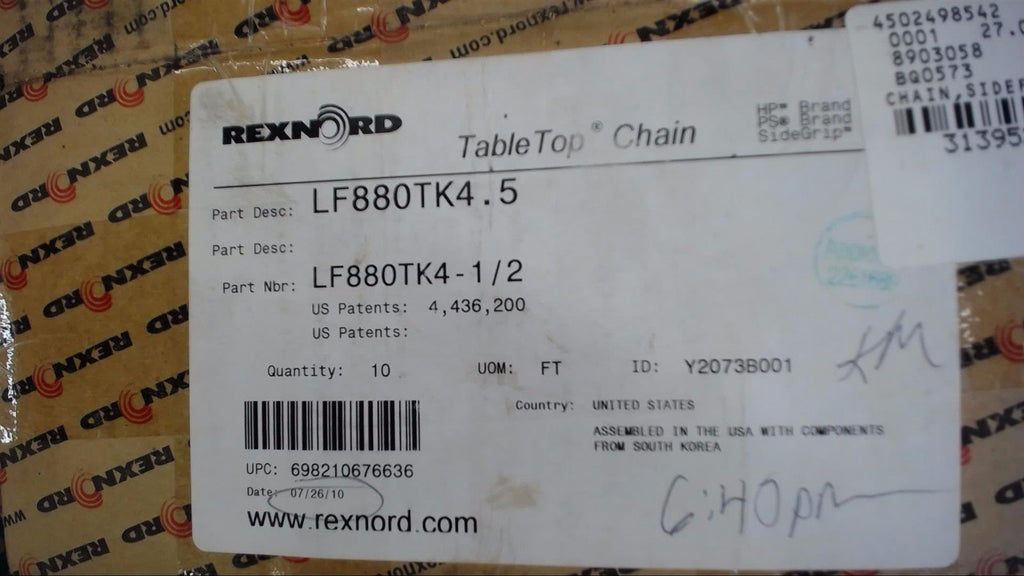 REXNORD
TableTop® Chain
HP™ Brand
PS® Brand
SideGrip™
Part Desc: LF880TK4.5
Part Desc:
Part Nbr: LF880TK4-1/2
US Patents: 4,436,200
US Patents:
Quantity: 10 UOM: FT ID: Y2073B001
Country: UNITED STATES
ASSEMBLED IN THE USA WITH COMPONENTS
FROM SOUTH KOREA
UPC: 698210676636
Date: 07/26/10
www.rexnord.com
KM
6:40pm
4502498542
0001 27.0
8903058
BQ0573
CHAIN,SIDEF
31395